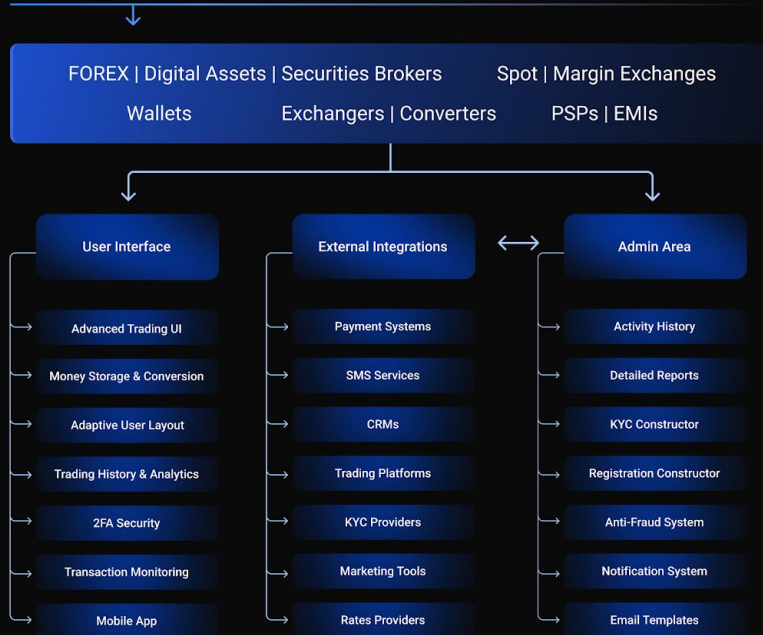 FOREX | Digital Assets | Securities Brokers
Spot | Margin Exchanges
Wallets
Exchangers | Converters
PSPs | EMIs
User Interface
Advanced Trading UI
Money Storage & Conversion
Adaptive User Layout
Trading History & Analytics
2FA Security
Transaction Monitoring
Mobile App
External Integrations
Payment Systems
SMS Services
CRMs
Trading Platforms
KYC Providers
Marketing Tools
Rates Providers
Admin Area
Activity History
Detailed Reports
KYC Constructor
Registration Constructor
Anti-Fraud System
Notification System
Email Templates